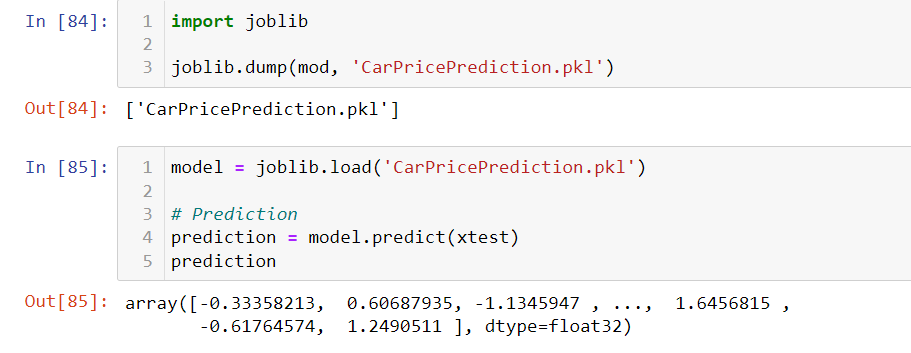 In [84]: 1 import joblib
2
3 joblib.dump(mod, 'CarPricePrediction.pkl')
Out[84]: ['CarPricePrediction.pkl']
In [85]: 1 model = joblib.load('CarPricePrediction.pkl')
2
3 # Prediction
4 prediction = model.predict(xtest)
5 prediction
Out[85]: array([-0.33358213,  0.60687935, -1.1345947 , ...,  1.6456815 ,
-0.61764574,  1.2490511 ], dtype=float32)